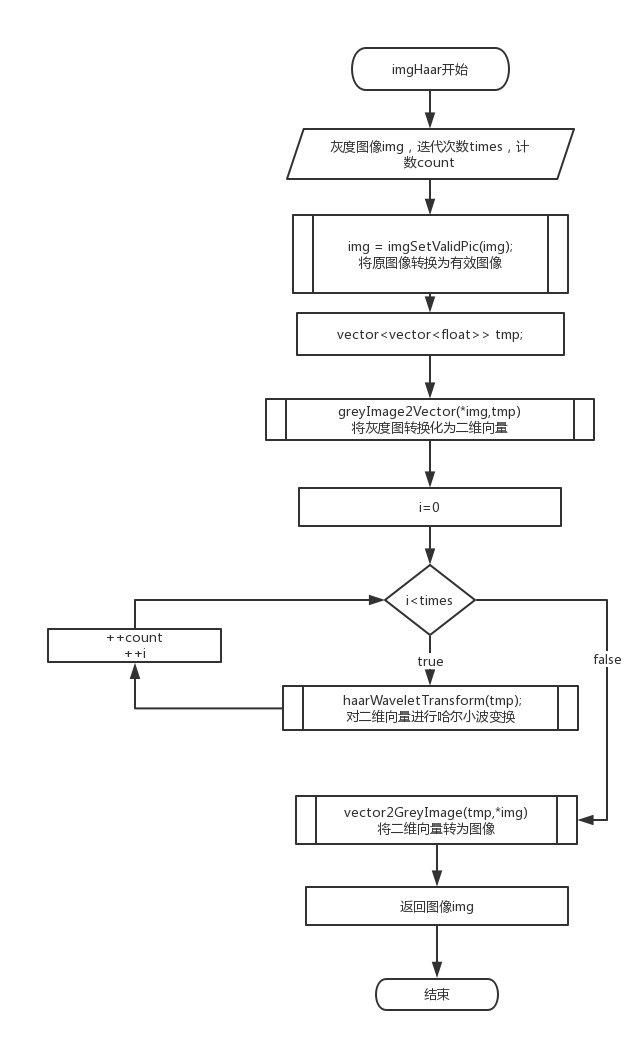 imgHaar开始
灰度图像img，迭代次数times，计
数count
img = imgSetValidPic(img);
将原图像转换为有效图像
vector<vector<float>> tmp;
greyImage2Vector(*img,tmp)
将灰度图转换化为二维向量
i=0
i<times
++count
++i
true
false
haarWaveletTransform(tmp);
对二维向量进行哈尔小波变换
vector2GreyImage(tmp,*img)
将二维向量转为图像
返回图像img
结束